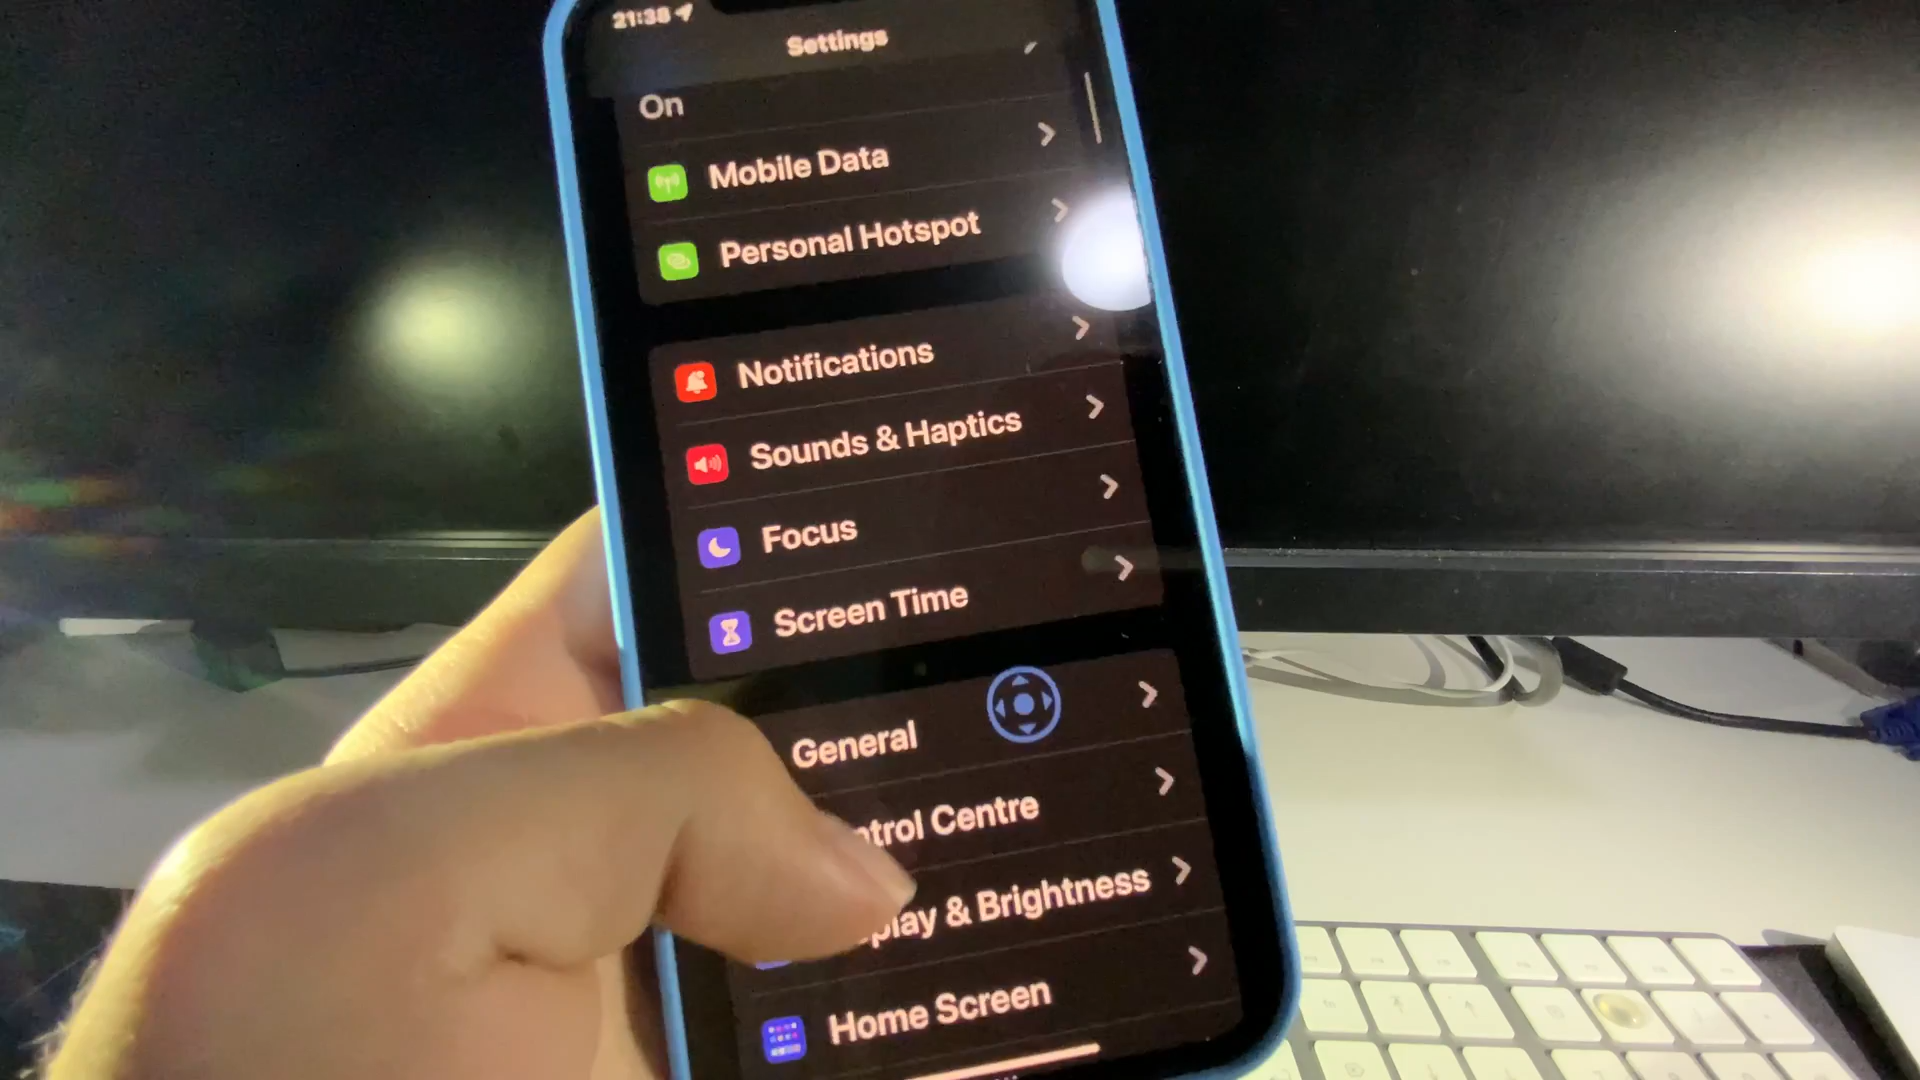 21:38
Settings
On
Mobile Data
Personal Hotspot
Notifications
Sounds & Haptics
Focus
Screen Time
General
ntrol Centre
play & Brightness
Home Screen